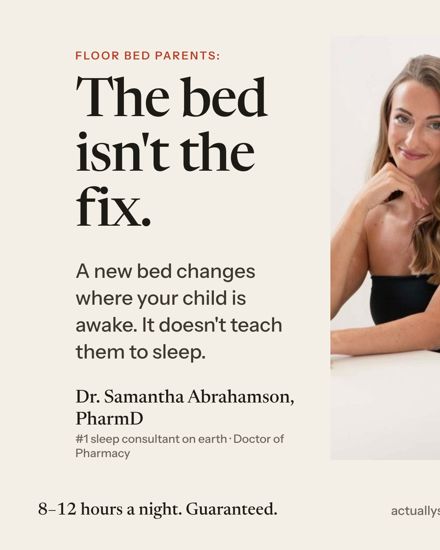 FLOOR BED PARENTS:
The bed
isn't the
fix.
A new bed changes
where your child is
awake. It doesn't teach
them to sleep.
Dr. Samantha Abrahamson,
PharmD
#1 sleep consultant on earth · Doctor of
Pharmacy
8–12 hours a night. Guaranteed.
actuallys